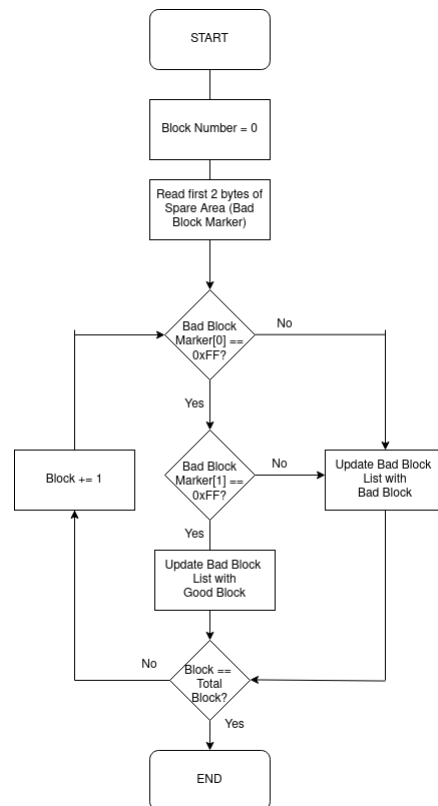 START
Block Number = 0
Read first 2 bytes of
Spare Area (Bad
Block Marker)
Bad Block
Marker[0] ==
0xFF?
No
Yes
Block += 1
Bad Block
Marker[1] ==
0xFF?
No
Update Bad Block
List with
Bad Block
Yes
Update Bad Block
List with
Good Block
No
Block ==
Total
Block?
Yes
END